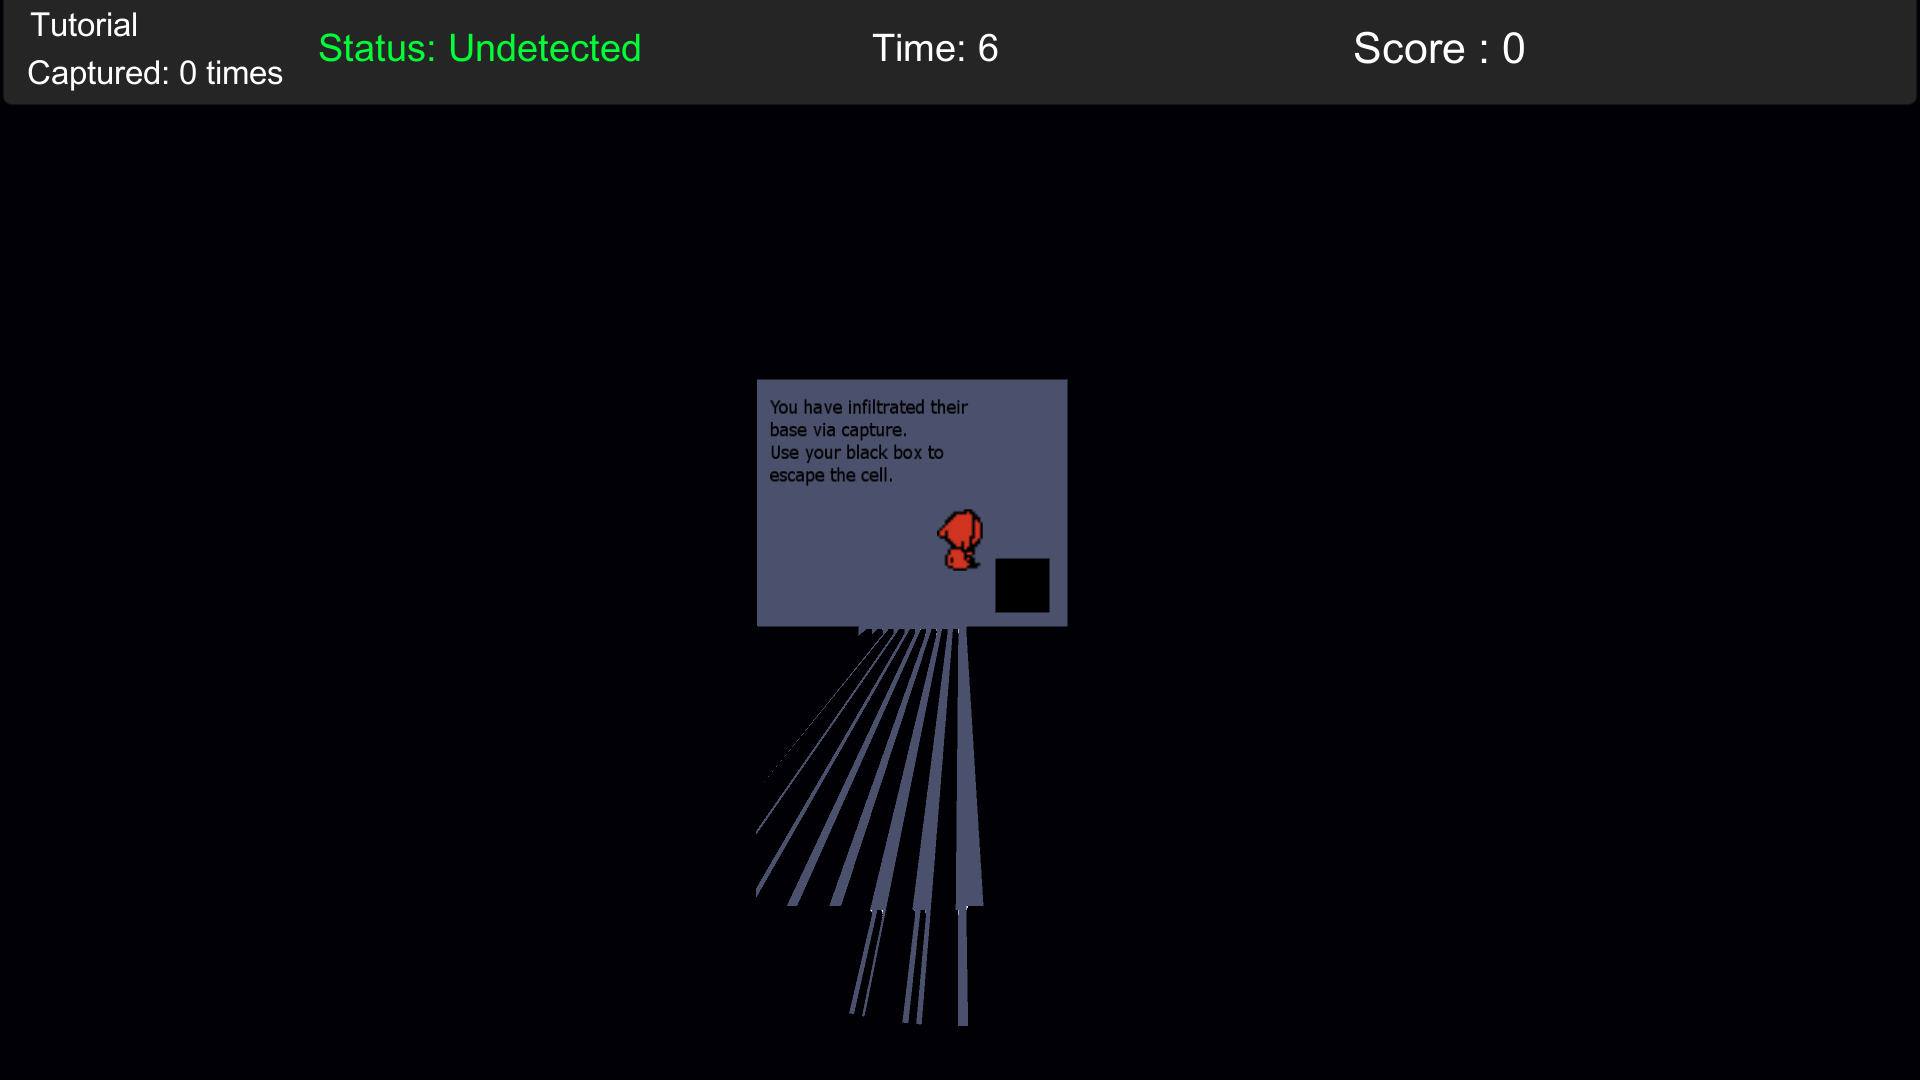 Tutorial
Captured: 0 times
Status: Undetected
Time: 6
Score : 0
You have infiltrated their
base via capture.
Use your black box to
escape the cell.